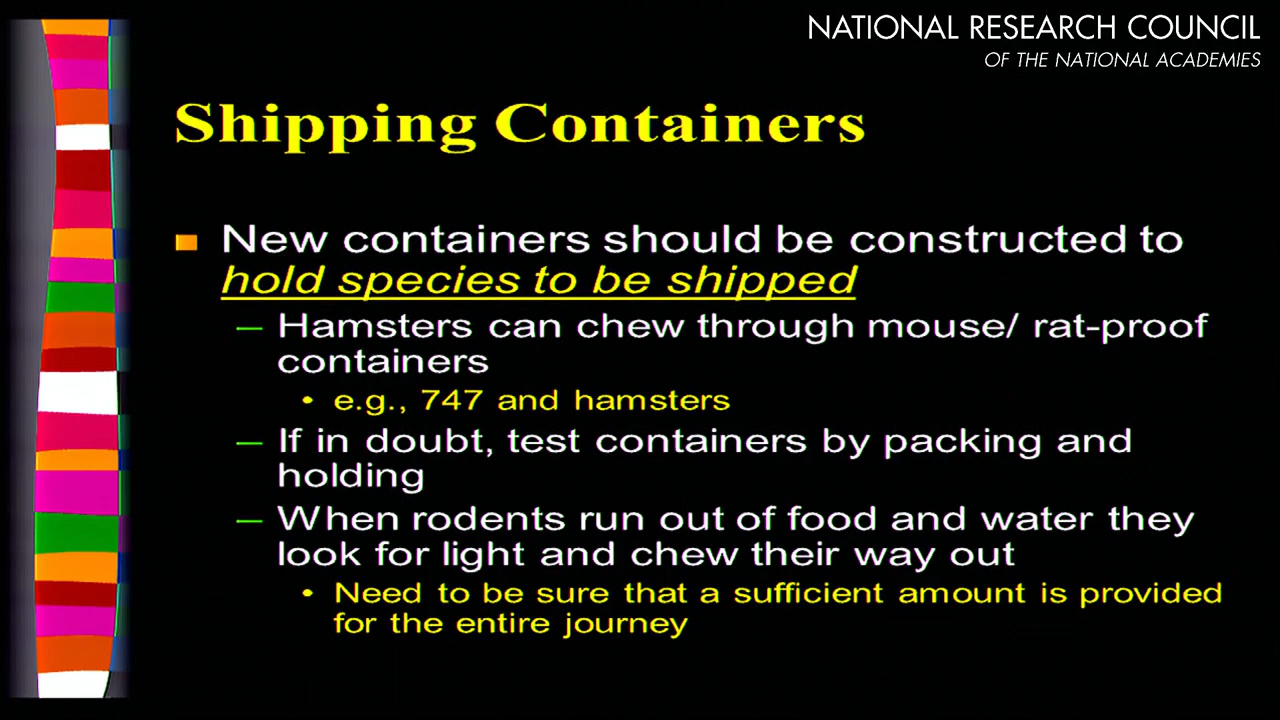 NATIONAL RESEARCH COUNCIL
OF THE NATIONAL ACADEMIES
Shipping Containers
New containers should be constructed to
hold species to be shipped
– Hamsters can chew through mouse/ rat-proof
containers
• e.g., 747 and hamsters
– If in doubt, test containers by packing and
holding
– When rodents run out of food and water they
look for light and chew their way out
• Need to be sure that a sufficient amount is provided
for the entire journey